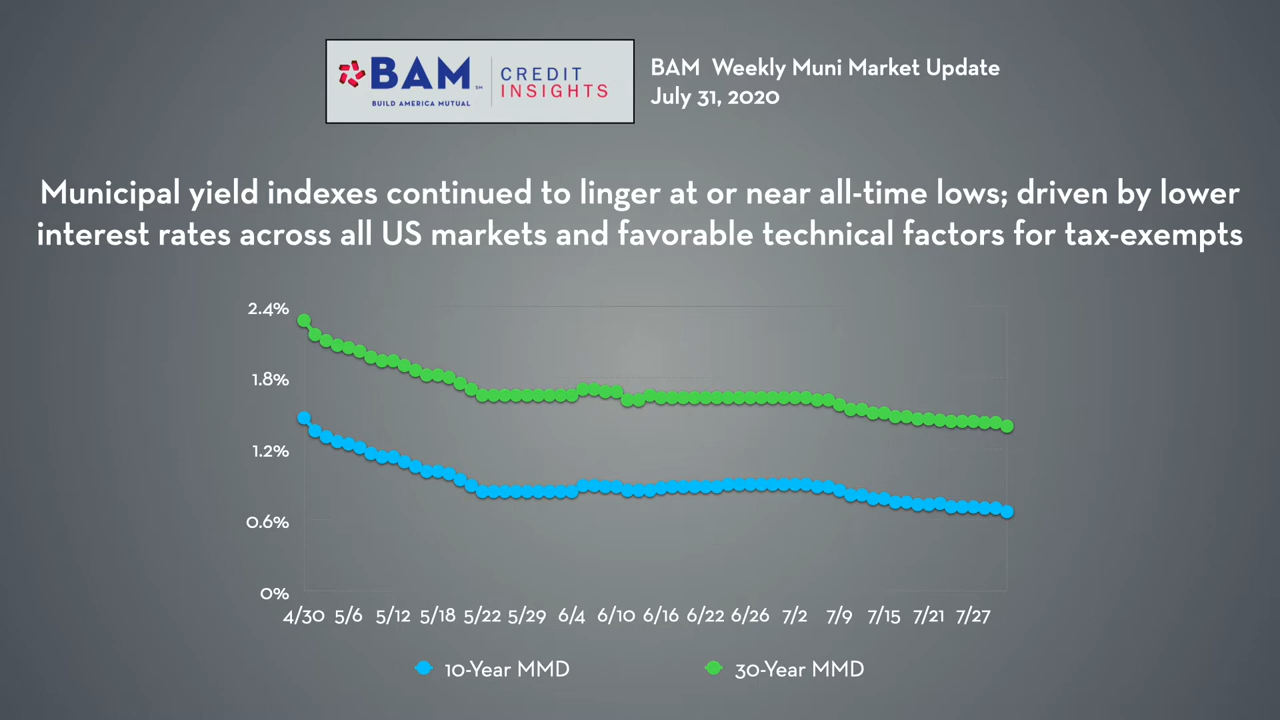 BAM
SM
BUILD AMERICA MUTUAL
CREDIT
INSIGHTS
BAM Weekly Muni Market Update
July 31, 2020
Municipal yield indexes continued to linger at or near all-time lows; driven by lower
interest rates across all US markets and favorable technical factors for tax-exempts
2.4%
1.8%
1.2%
0.6%
0%
4/30 5/6 5/12 5/18 5/22 5/29 6/4 6/10 6/16 6/22 6/26 7/2 7/9 7/15 7/21 7/27
10-Year MMD 30-Year MMD